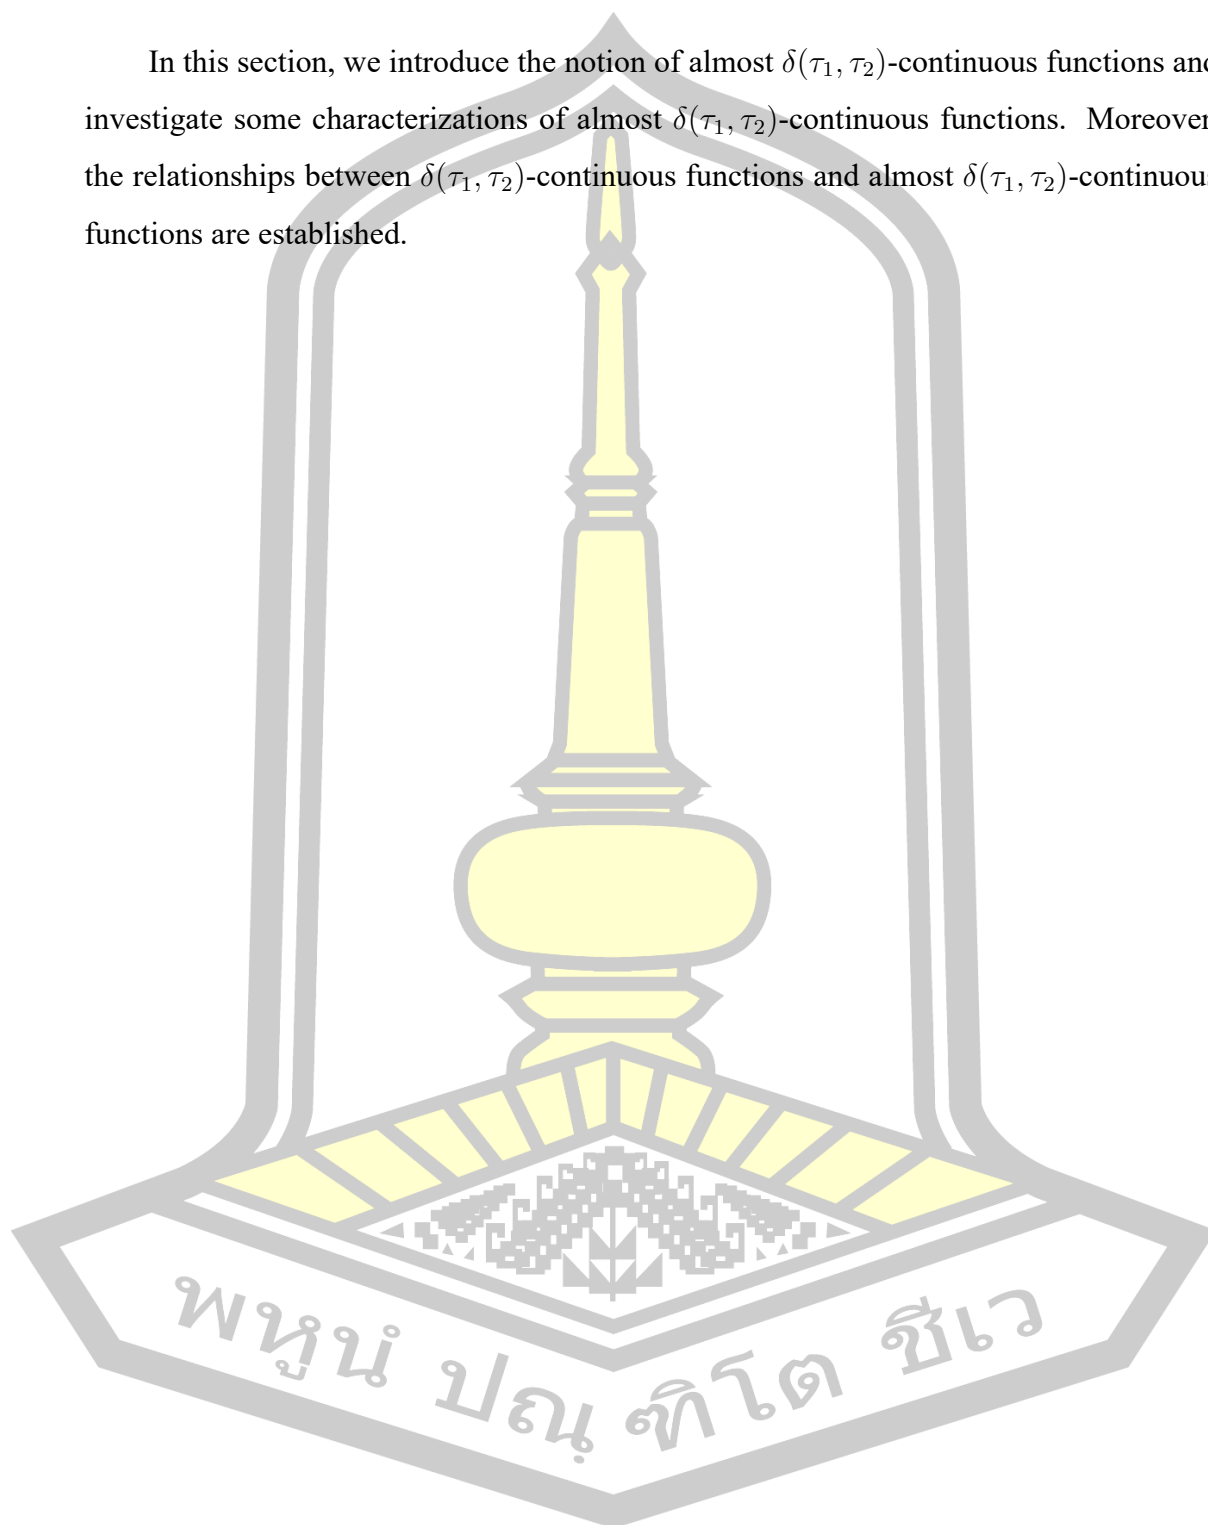 In this section, we introduce the notion of almost δ(τ₁, τ₂)-continuous functions and
investigate some characterizations of almost δ(τ₁, τ₂)-continuous functions. Moreover
the relationships between δ(τ₁, τ₂)-continuous functions and almost δ(τ₁, τ₂)-continuous
functions are established.
พหูนํ ปณฺฑิโต ชีเว